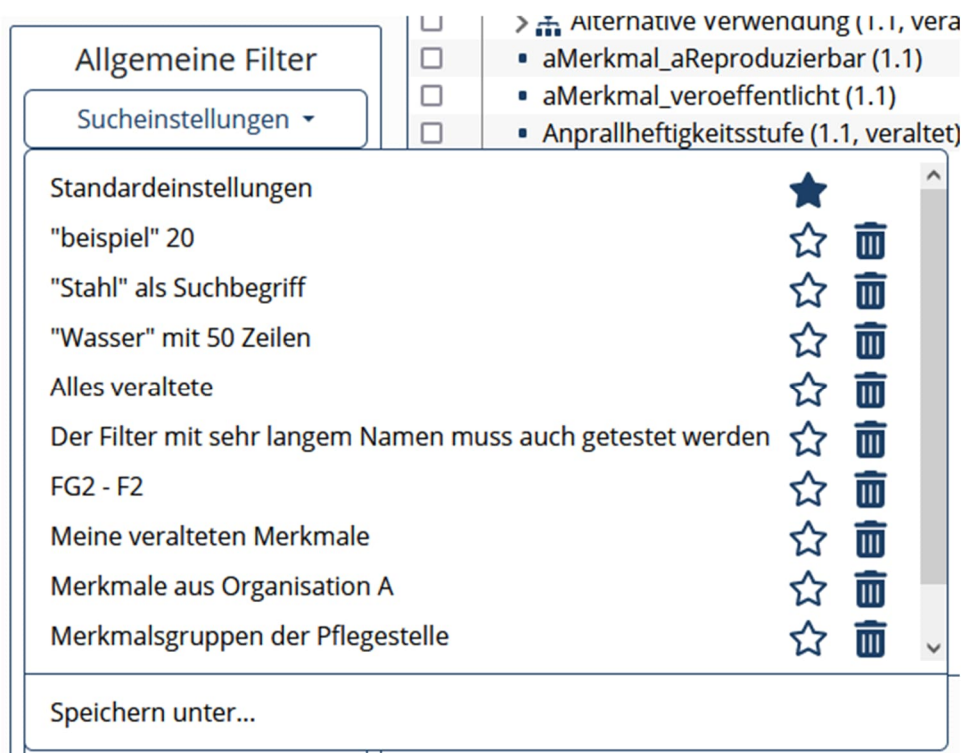 Allgemeine Filter
Sucheinstellungen
Alternative Verwendung (1.1, vera
aMerkmal_aReproduzierbar (1.1)
aMerkmal_veroeffentlicht (1.1)
Anprallheftigkeitsstufe (1.1, veraltet)
Standardeinstellungen
"beispiel" 20
"Stahl" als Suchbegriff
"Wasser" mit 50 Zeilen
Alles veraltete
Der Filter mit sehr langem Namen muss auch getestet werden
FG2 - F2
Meine veralteten Merkmale
Merkmale aus Organisation A
Merkmalsgruppen der Pflegestelle
Speichern unter...